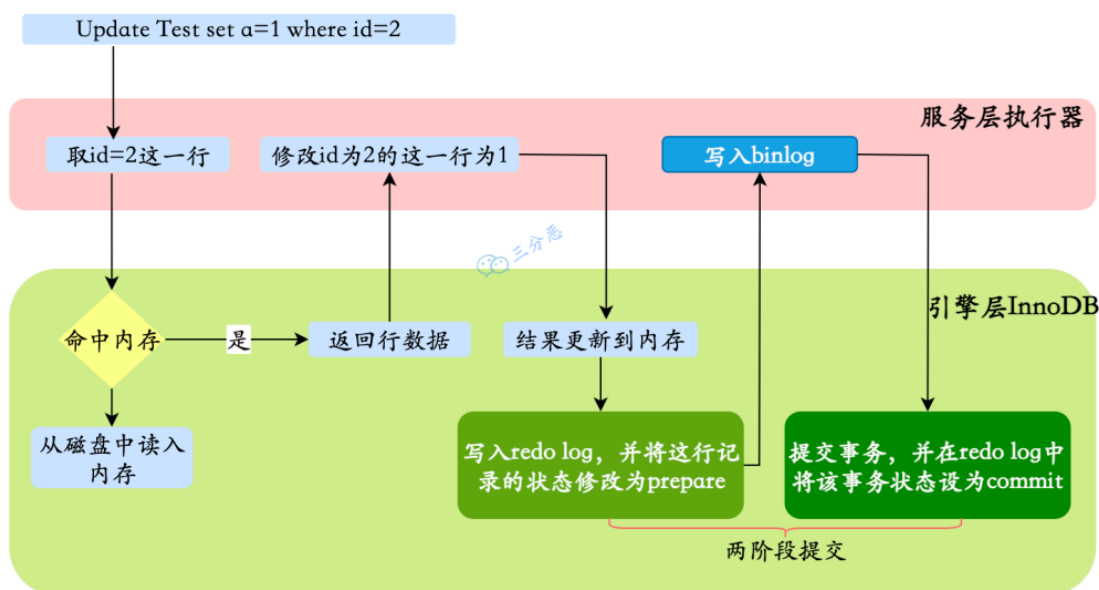 Update Test set a=1 where id=2
服务层执行器
取id=2这一行
修改id为2的这一行为1
写入binlog
三分恶
引擎层InnoDB
命中内存
是
返回行数据
结果更新到内存
从磁盘中读入
内存
写入redo log，并将这行记
录的状态修改为prepare
提交事务，并在redo log中
将该事务状态设为commit
两阶段提交